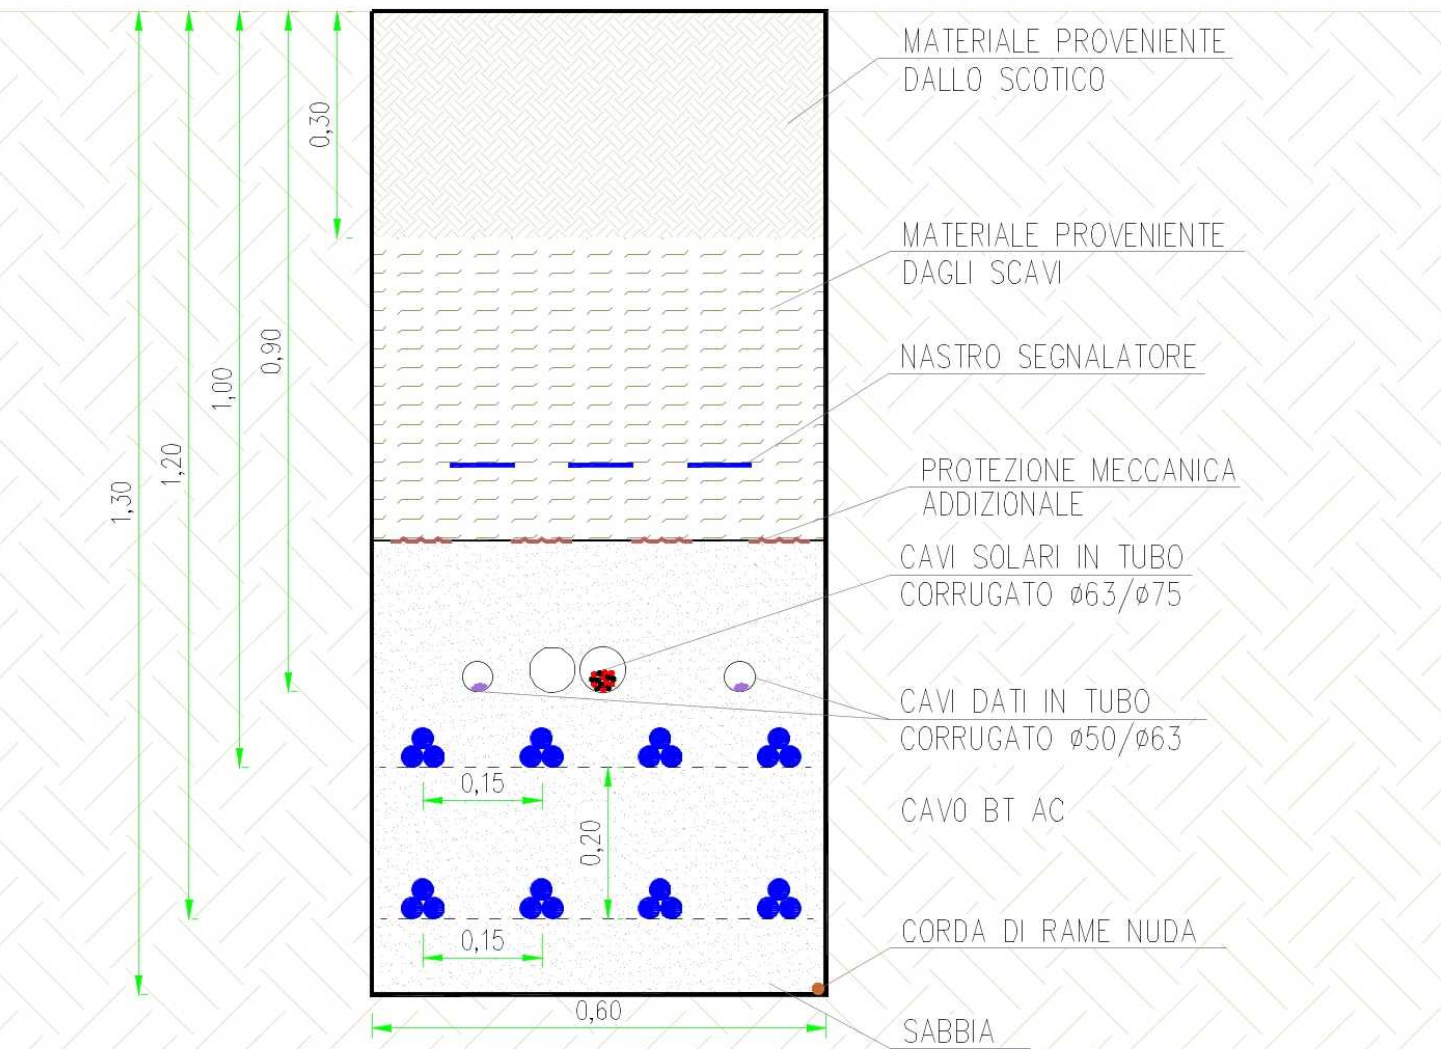 MATERIALE PROVENIENTE
DALLO SCOTICO
0,30
MATERIALE PROVENIENTE
DAGLI SCAVI
0,90
NASTRO SEGNALATORE
1,00
1,20
PROTEZIONE MECCANICA
ADDIZIONALE
1,30
CAVI SOLARI IN TUBO
CORRUGATO ø63/ø75
CAVI DATI IN TUBO
CORRUGATO ø50/ø63
0,15
CAVO BT AC
0,20
CORDA DI RAME NUDA
0,15
0,60
SABBIA